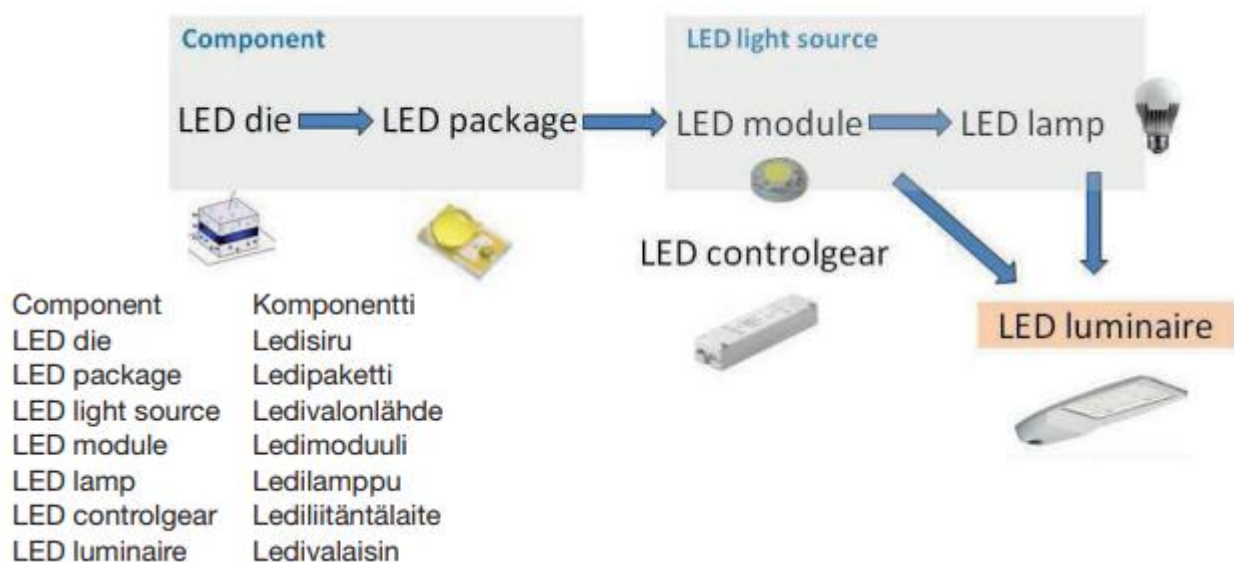 Component
LED light source
LED die
LED package
LED module
LED lamp
LED controlgear
LED luminaire
Component Komponentti
LED die Ledisiru
LED package Ledipaketti
LED light source Ledivalonlähde
LED module Ledimoduuli
LED lamp Ledilamppu
LED controlgear Lediliitäntälaite
LED luminaire Ledivalaisin